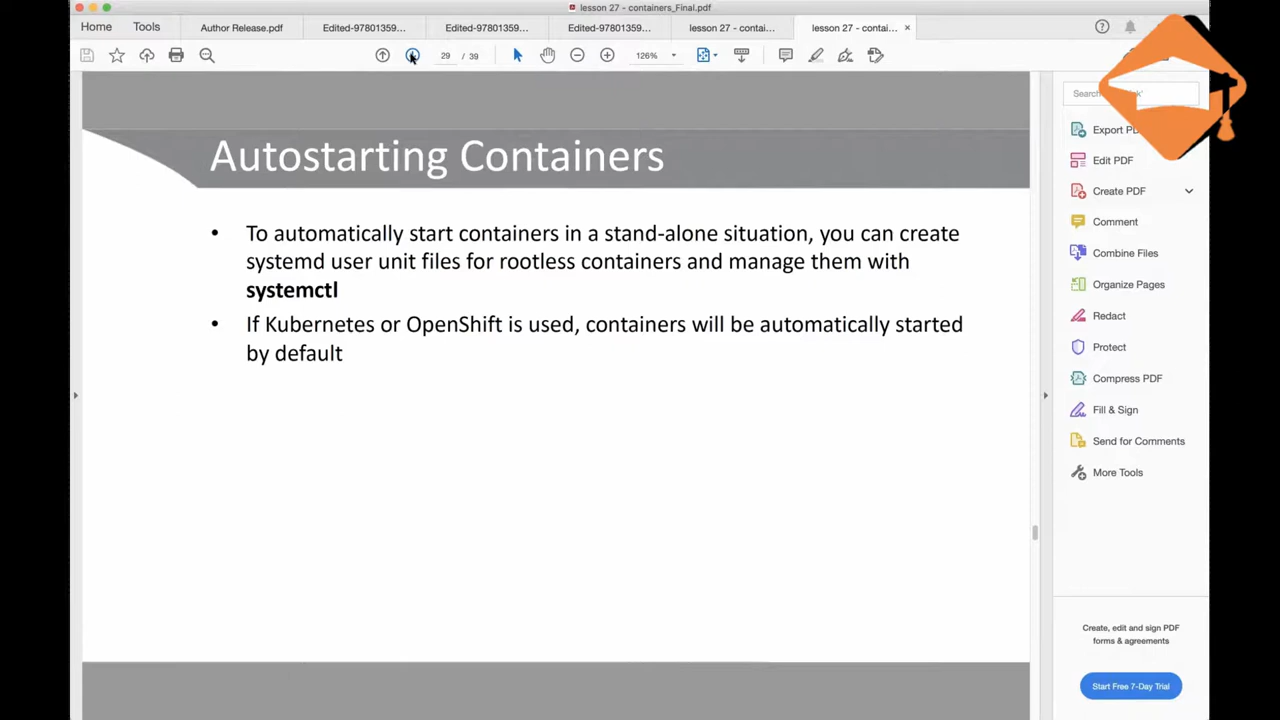 lesson 27 - containers_Final.pdf
Home
Tools
Author Release.pdf
Edited-97801359...
Edited-97801359...
Edited-97801359...
lesson 27 - contai...
lesson 27 - contai...
29 / 39
126%
Autostarting Containers
• To automatically start containers in a stand-alone situation, you can create
systemd user unit files for rootless containers and manage them with
systemctl
• If Kubernetes or OpenShift is used, containers will be automatically started
by default
Search
Export PD
Edit PDF
Create PDF
Comment
Combine Files
Organize Pages
Redact
Protect
Compress PDF
Fill & Sign
Send for Comments
More Tools
Create, edit and sign PDF
forms & agreements
Start Free 7-Day Trial